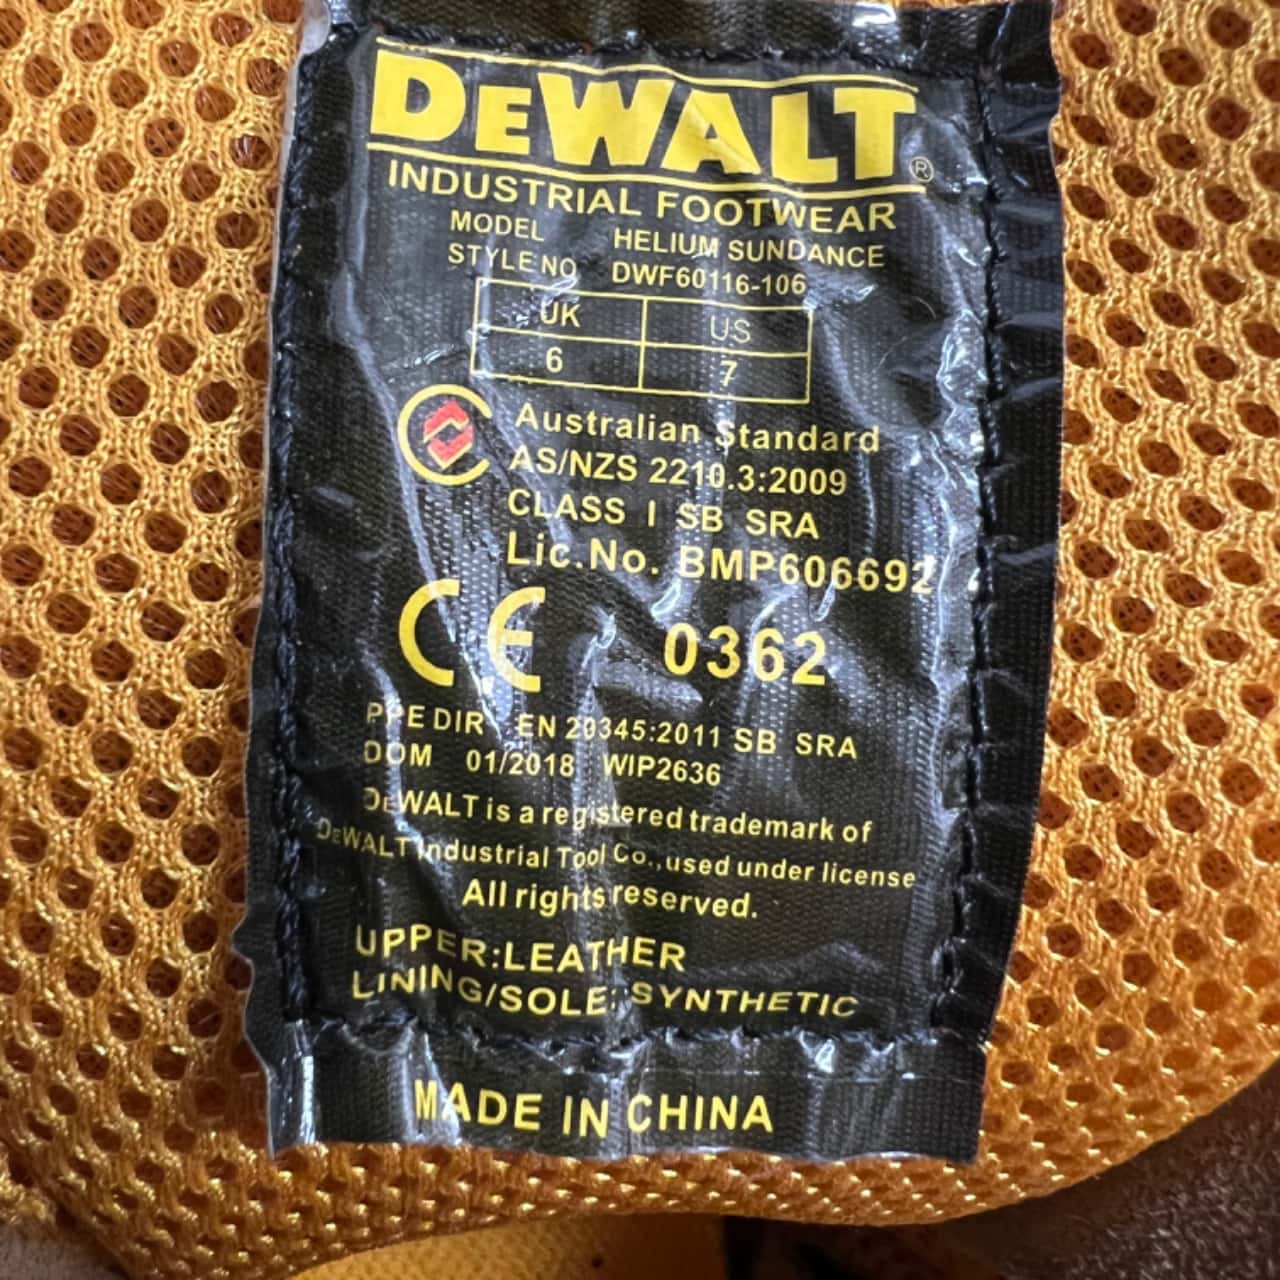 DEWALT®
INDUSTRIAL FOOTWEAR
MODEL HELIUM SUNDANCE
STYLE NO DWF60116-106
UK US
6 7
Australian Standard
AS/NZS 2210.3:2009
CLASS I SB SRA
Lic.No. BMP606692
CE 0362
PPE DIR EN 20345:2011 SB SRA
DOM 01/2018 WIP2636
DEWALT is a registered trademark of
DEWALT Industrial Tool Co., used under license
All rights reserved.
UPPER:LEATHER
LINING/SOLE: SYNTHETIC
MADE IN CHINA